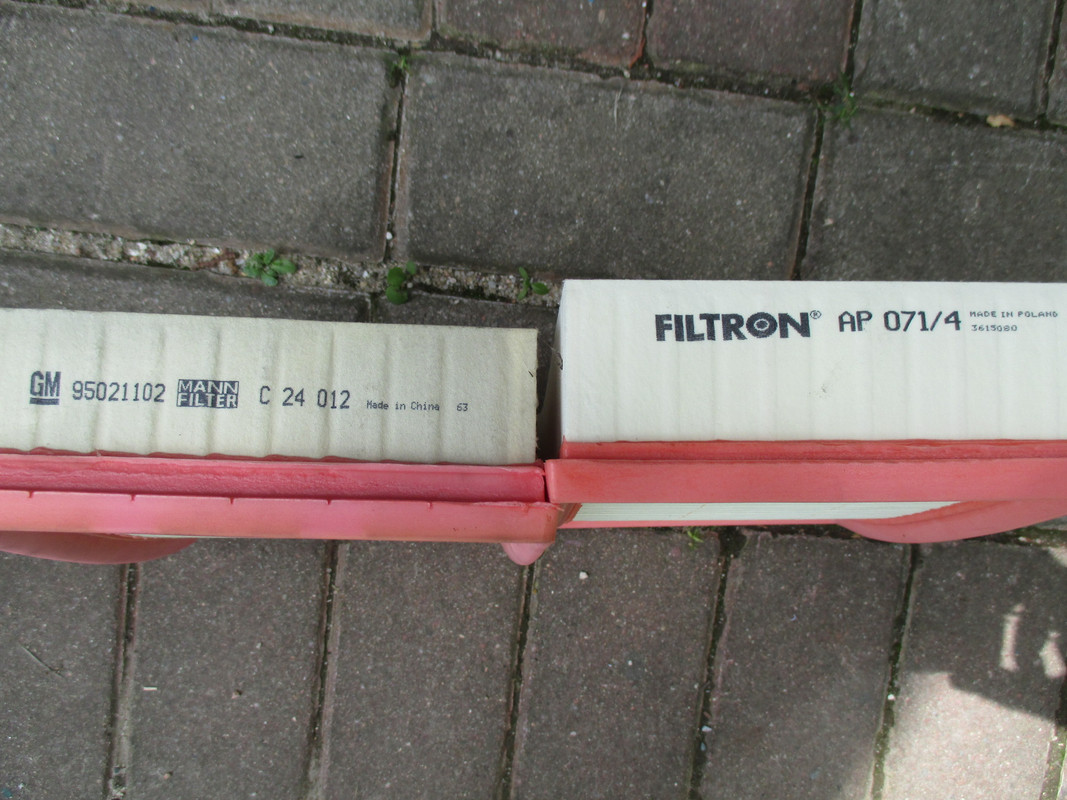 GM 95021102 MANN FILTER C 24 012 Made in China 63
FILTRON® AP 071/4 MADE IN POLAND
3615080